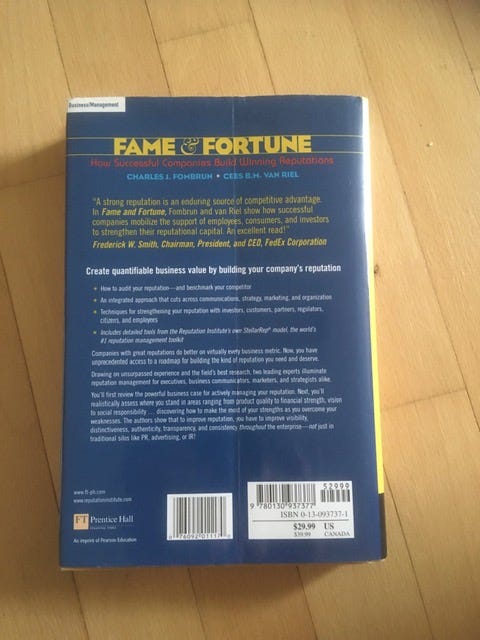 Business/Management
FAME & FORTUNE
How Successful Companies Build Winning Reputations
CHARLES J. FOMBRUN • CEES B.M. VAN RIEL
"A strong reputation is an enduring source of competitive advantage.
In Fame and Fortune, Fombrun and van Riel show how successful
companies mobilize the support of employees, consumers, and investors
to strengthen their reputational capital. An excellent read!"
Frederick W. Smith, Chairman, President, and CEO, FedEx Corporation
Create quantifiable business value by building your company's reputation
• How to audit your reputation—and benchmark your competitor
• An integrated approach that cuts across communications, strategy, marketing, and organization
• Techniques for strengthening your reputation with investors, customers, partners, regulators,
citizens, and employees
• Includes detailed tools from the Reputation Institute's own StellarRep® model, the world's
#1 reputation management toolkit
Companies with great reputations do better on virtually every business metric. Now, you have
unprecedented access to a roadmap for building the kind of reputation you need and deserve.
Drawing on unsurpassed experience and the field's best research, two leading experts illuminate
reputation management for executives, business communicators, marketers, and strategists alike.
You'll first review the powerful business case for actively managing your reputation. Next, you'll
realistically assess where you stand in areas ranging from product quality to financial strength, vision
to social responsibility ... discovering how to make the most of your strengths as you overcome your
weaknesses. The authors show that to improve reputation, you have to improve visibility,
distinctiveness, authenticity, transparency, and consistency throughout the enterprise—not just in
traditional sites like PR, advertising, or IR!
www.ft-ph.com
www.reputationinstitute.com
FT Prentice Hall
FINANCIAL TIMES
An imprint of Pearson Education
8 76092 01117 8
52999
9 780130 937377
ISBN 0-13-093737-1
$29.99 US
$39.99 CANADA